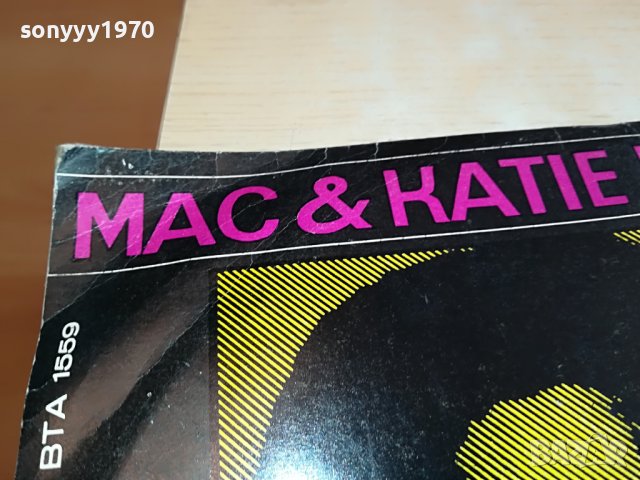 sonyyy1970
MAC & KATIE
BTA 1559